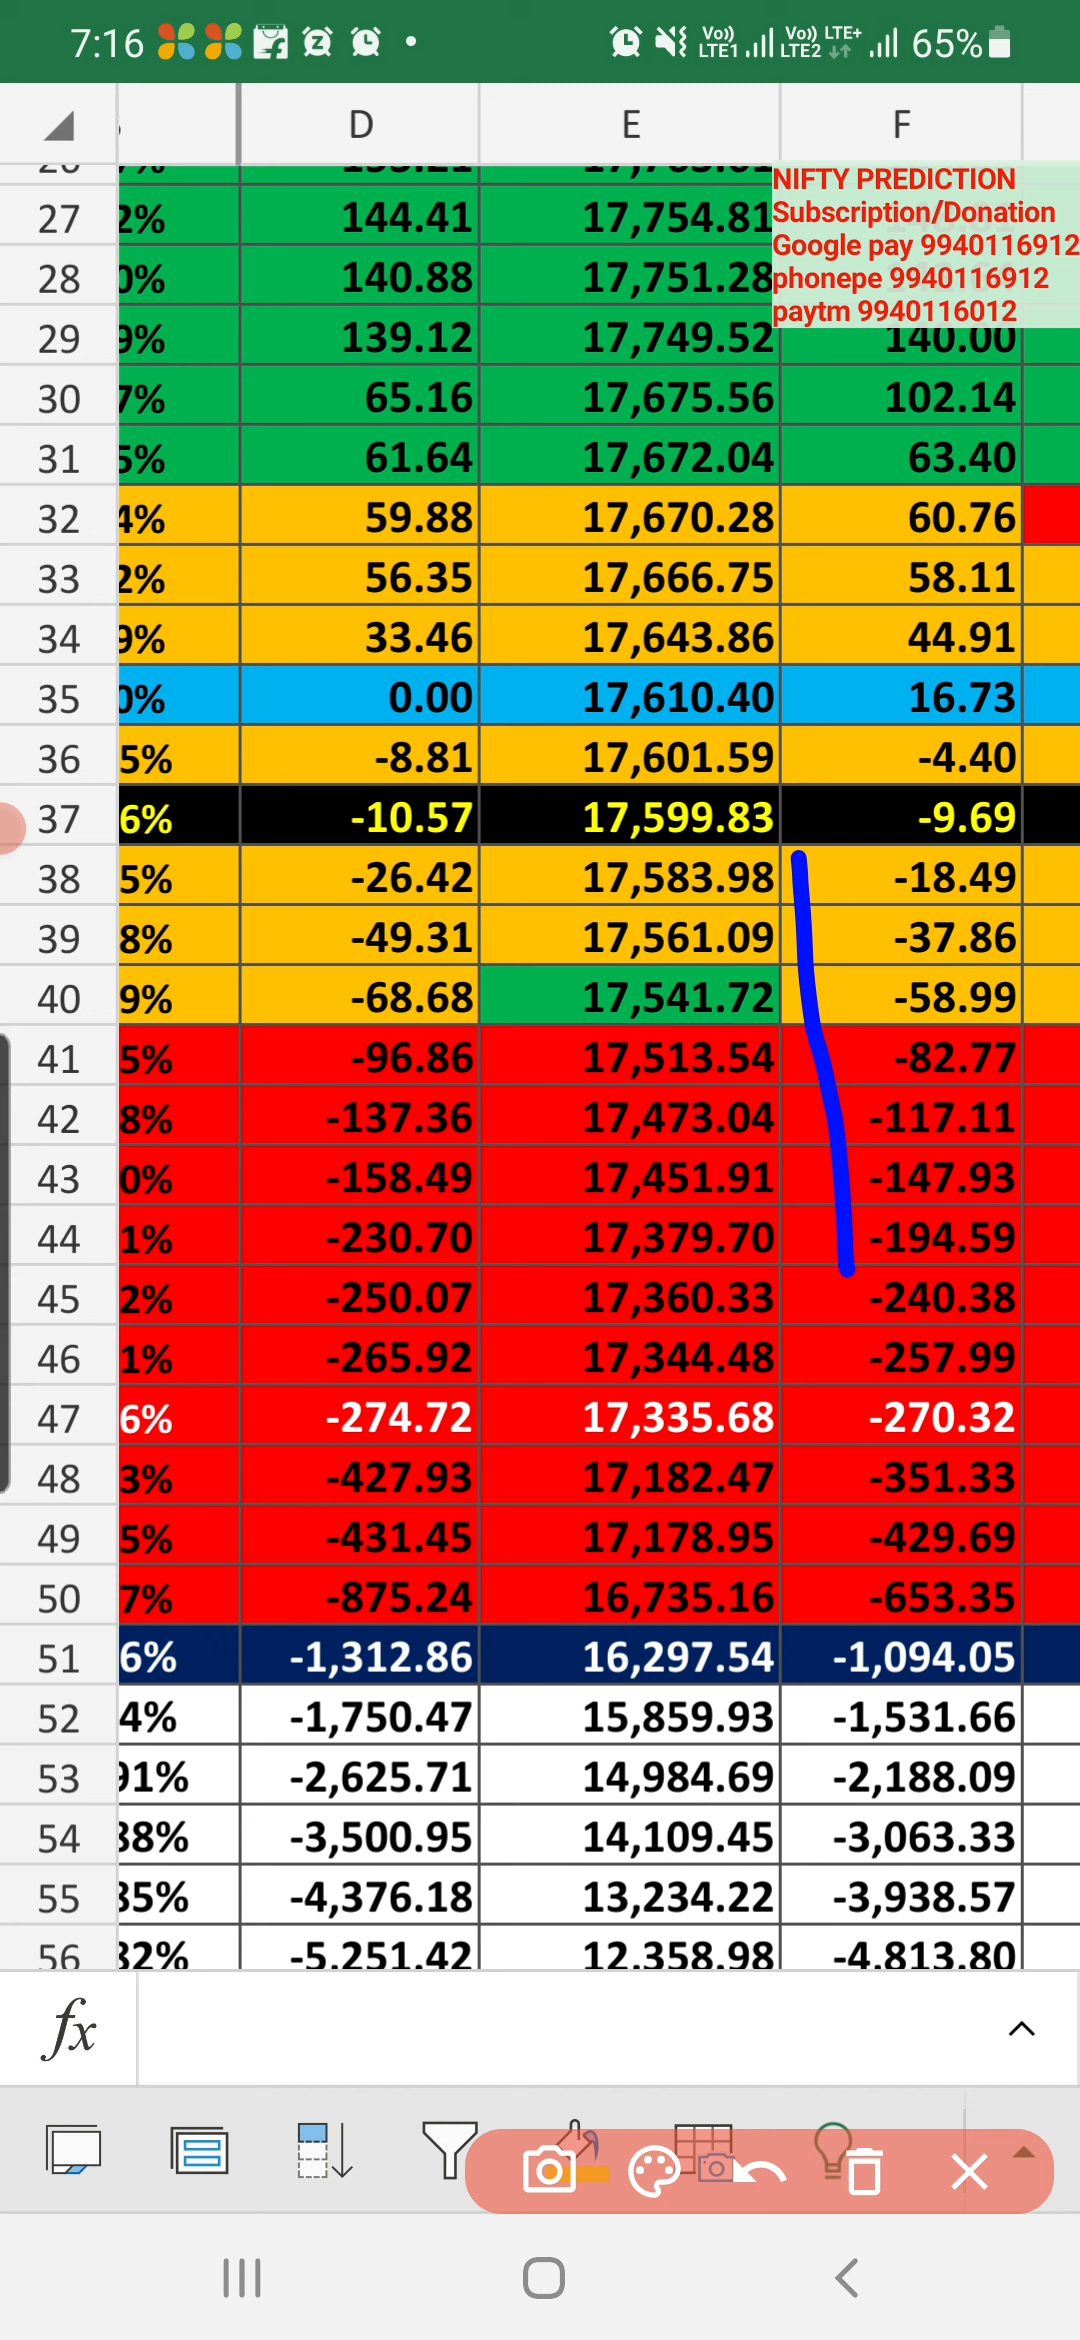 7:16 Vo)) LTE1 Vo)) LTE2 LTE+ 65%
D E F
NIFTY PREDICTION
Subscription/Donation
Google pay 9940116912
phonepe 9940116912
paytm 9940116012
27 2% 144.41 17,754.81
28 0% 140.88 17,751.28
29 9% 139.12 17,749.52 140.00
30 7% 65.16 17,675.56 102.14
31 5% 61.64 17,672.04 63.40
32 4% 59.88 17,670.28 60.76
33 2% 56.35 17,666.75 58.11
34 9% 33.46 17,643.86 44.91
35 0% 0.00 17,610.40 16.73
36 5% -8.81 17,601.59 -4.40
37 6% -10.57 17,599.83 -9.69
38 5% -26.42 17,583.98 -18.49
39 8% -49.31 17,561.09 -37.86
40 9% -68.68 17,541.72 -58.99
41 5% -96.86 17,513.54 -82.77
42 8% -137.36 17,473.04 -117.11
43 0% -158.49 17,451.91 -147.93
44 1% -230.70 17,379.70 -194.59
45 2% -250.07 17,360.33 -240.38
46 1% -265.92 17,344.48 -257.99
47 6% -274.72 17,335.68 -270.32
48 3% -427.93 17,182.47 -351.33
49 5% -431.45 17,178.95 -429.69
50 7% -875.24 16,735.16 -653.35
51 6% -1,312.86 16,297.54 -1,094.05
52 4% -1,750.47 15,859.93 -1,531.66
53 91% -2,625.71 14,984.69 -2,188.09
54 38% -3,500.95 14,109.45 -3,063.33
55 35% -4,376.18 13,234.22 -3,938.57
56 32% -5,251.42 12,358.98 -4,813.80
fx